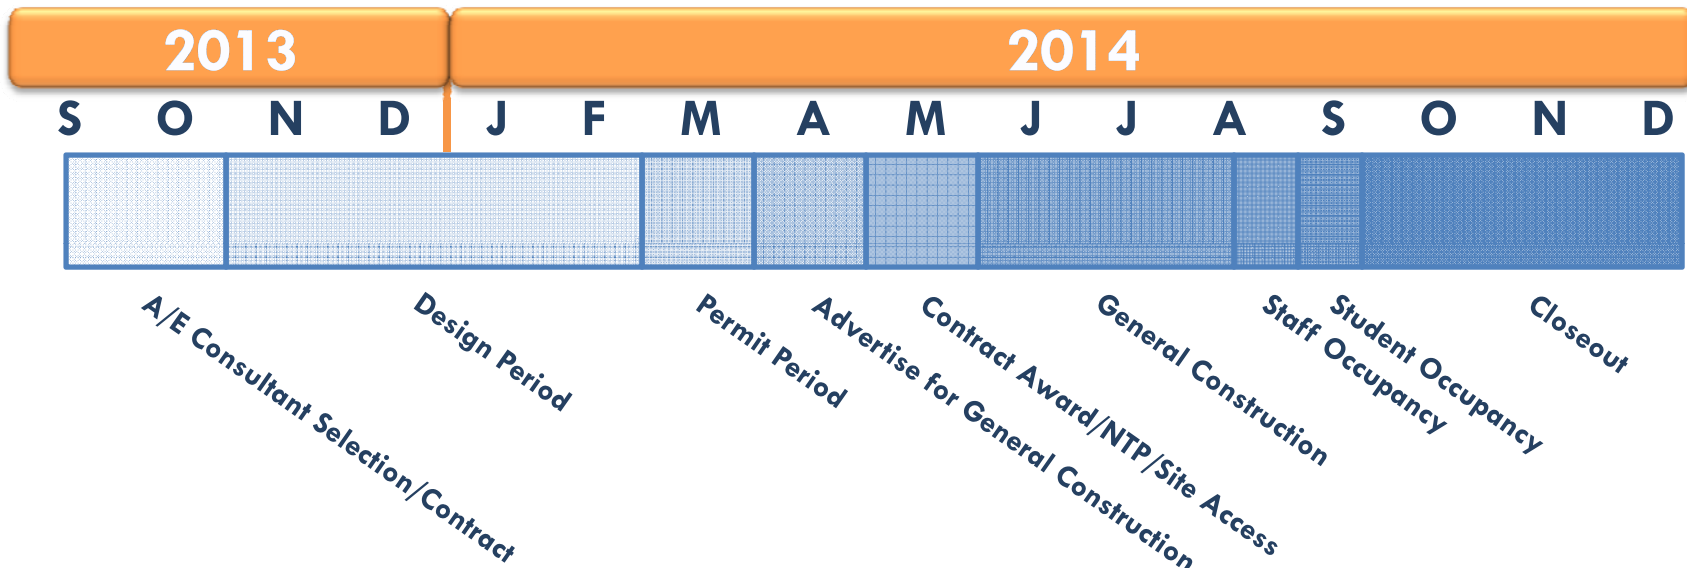 2013 2014
S O N D J F M A M J J A S O N D
A/E Consultant Selection/Contract
Design Period
Permit Period
Advertise for General Construction
Contract Award/NTP/Site Access
General Construction
Staff Occupancy
Student Occupancy
Closeout